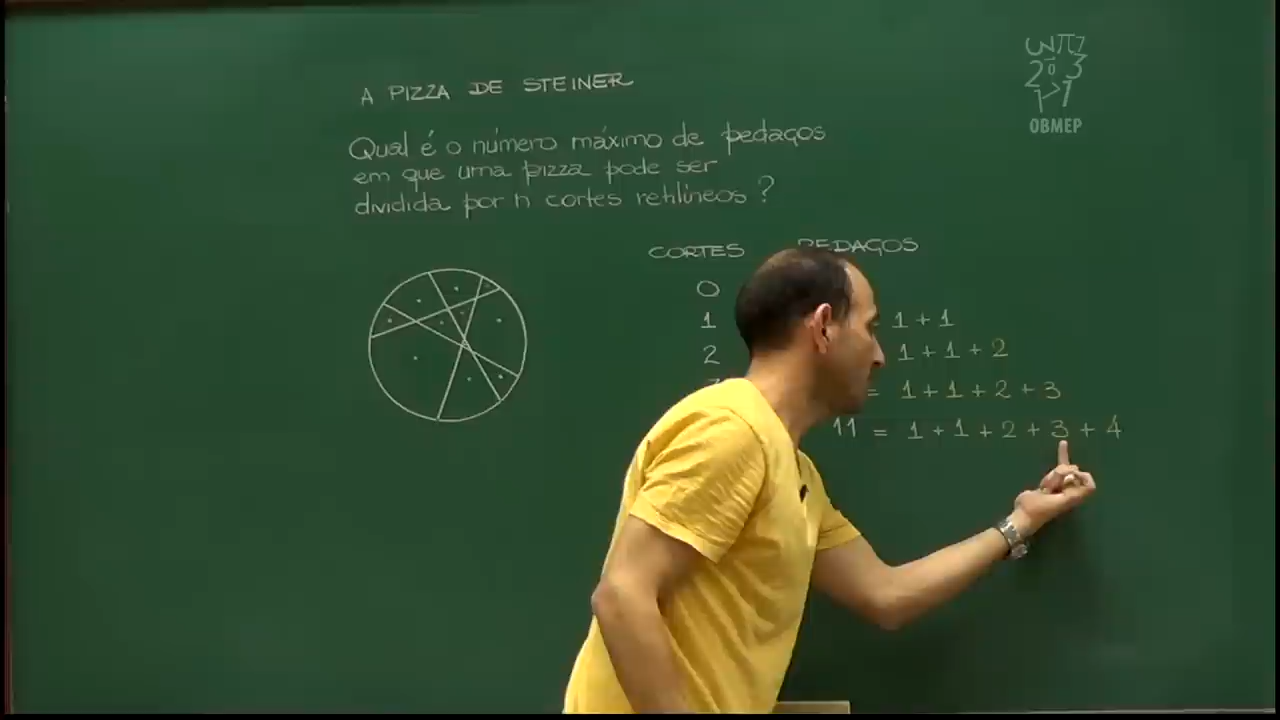 A PIZZA DE STEINER
Qual é o número máximo de pedaços
em que uma pizza pode ser
dividida por n cortes retilíneos?
CORTES PEDAÇOS
0
1 1+1
2 1+1+2
= 1+1+2+3
11 = 1+1+2+3+4
OBMEP